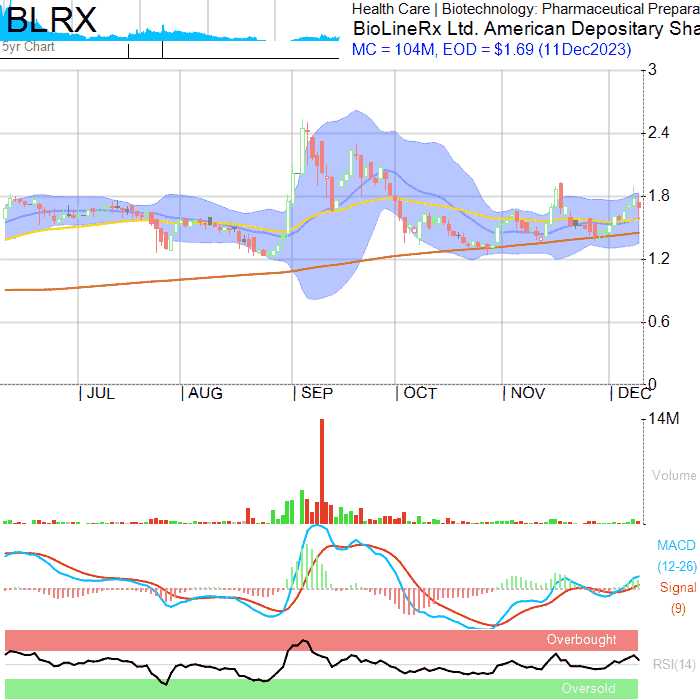 BLRX
5yr Chart
Health Care | Biotechnology: Pharmaceutical Prepara
BioLineRx Ltd. American Depositary Sha
MC = 104M, EOD = $1.69 (11Dec2023)
3
2.4
1.8
1.2
0.6
0
JUL
AUG
SEP
OCT
NOV
DEC
14M
Volume
MACD
(12-26)
Signal
(9)
Overbought
RSI(14)
Oversold